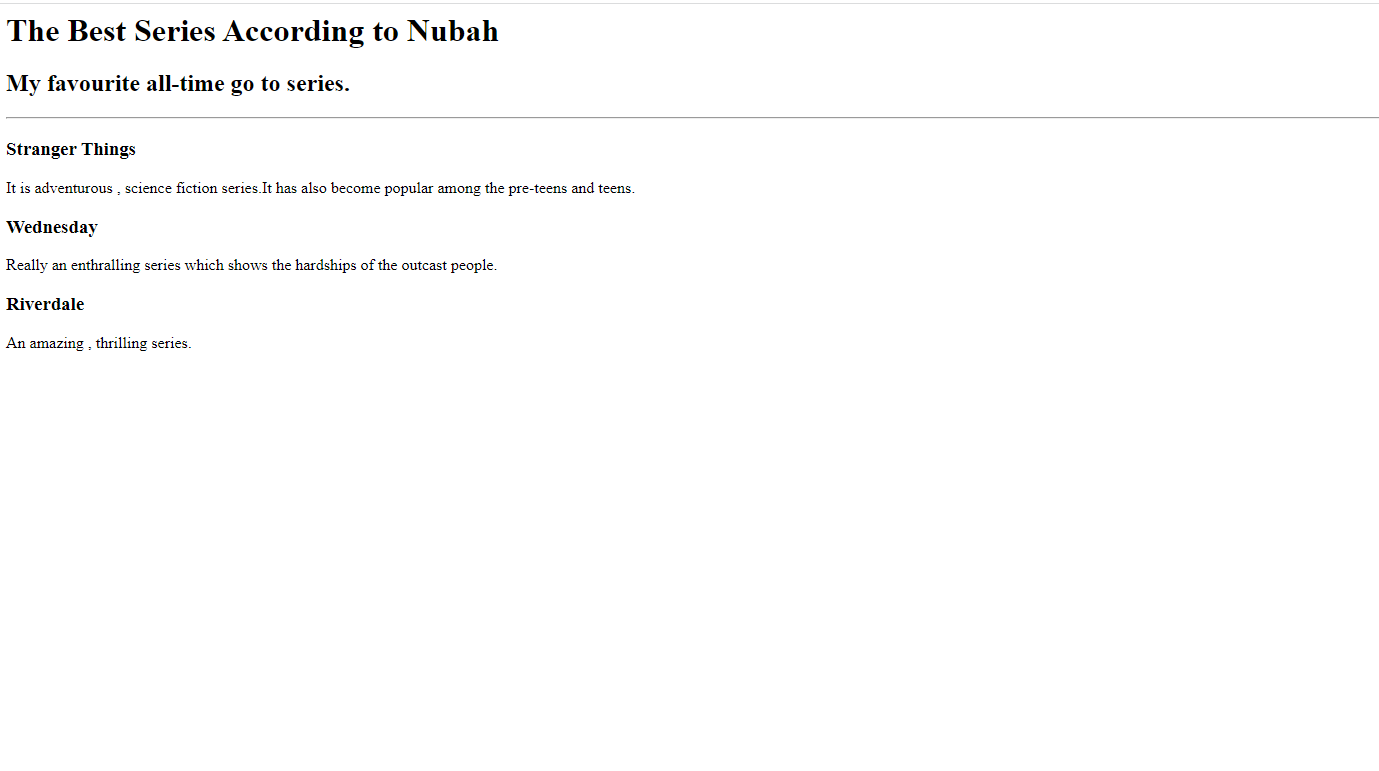 The Best Series According to Nubah
My favourite all-time go to series.
Stranger Things
It is adventurous , science fiction series.It has also become popular among the pre-teens and teens.
Wednesday
Really an enthralling series which shows the hardships of the outcast people.
Riverdale
An amazing , thrilling series.